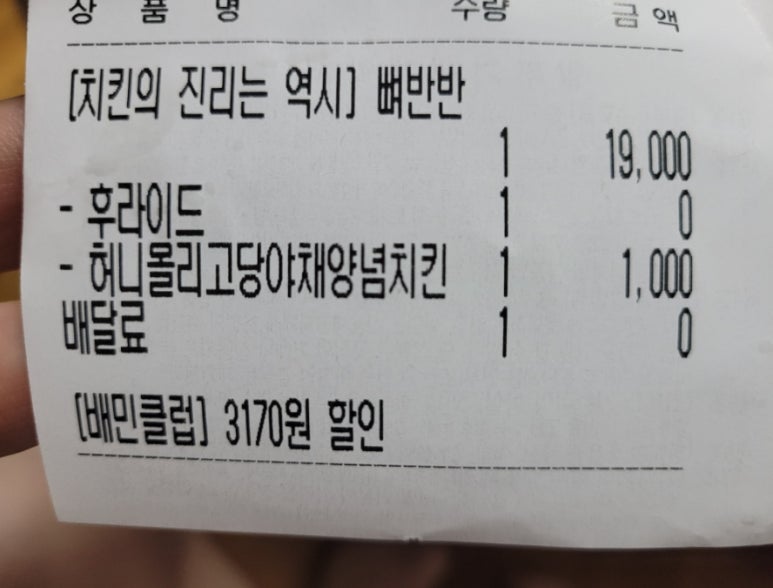 상 품 명 수량 금액
[치킨의 진리는 역시] 뼈반반
1 19,000
- 후라이드 1 0
- 허니몰리고당야채양념치킨 1 1,000
배달료 1 0
[배민클럽] 3170원 할인